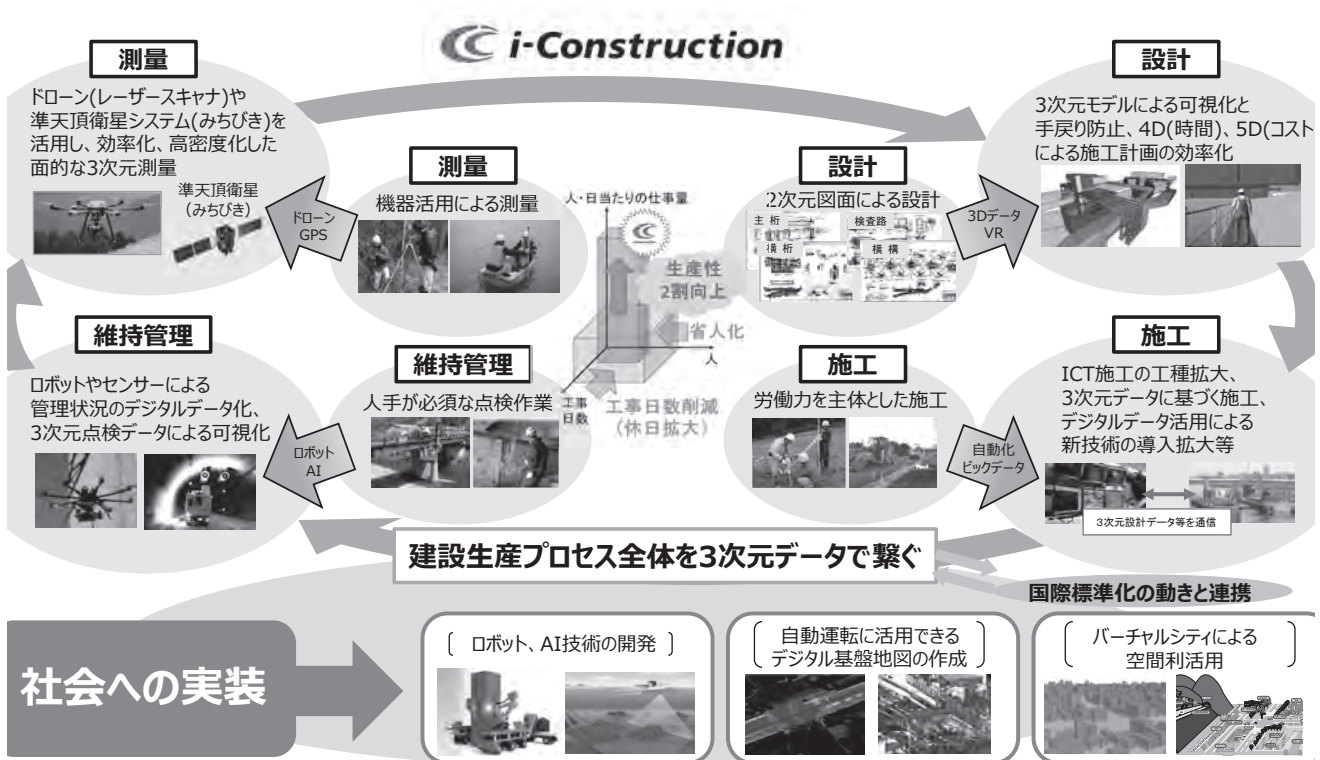 i-Construction
測量
ドローン(レーザースキャナ)や
準天頂衛星システム(みちびき)を
活用し、効率化、高密度化した
面的な3次元測量
準天頂衛星
(みちびき)
ドローン
GPS
測量
機器活用による測量
人・日当たりの仕事量
生産性
2割向上
省人化
人
工事
日数
工事日数削減
(休日拡大)
設計
2次元図面による設計
主桁
検査路
横桁
横構
3Dデータ
VR
設計
3次元モデルによる可視化と
手戻り防止、4D(時間)、5D(コスト
による施工計画の効率化
維持管理
ロボットやセンサーによる
管理状況のデジタルデータ化、
3次元点検データによる可視化
ロボット
AI
維持管理
人手が必須な点検作業
施工
労働力を主体とした施工
自動化
ビックデータ
施工
ICT施工の工種拡大、
3次元データに基づく施工、
デジタルデータ活用による
新技術の導入拡大等
3次元設計データ等を通信
建設生産プロセス全体を3次元データで繋ぐ
国際標準化の動きと連携
社会への実装
ロボット、AI技術の開発
自動運転に活用できる
デジタル基盤地図の作成
バーチャルシティによる
空間利活用